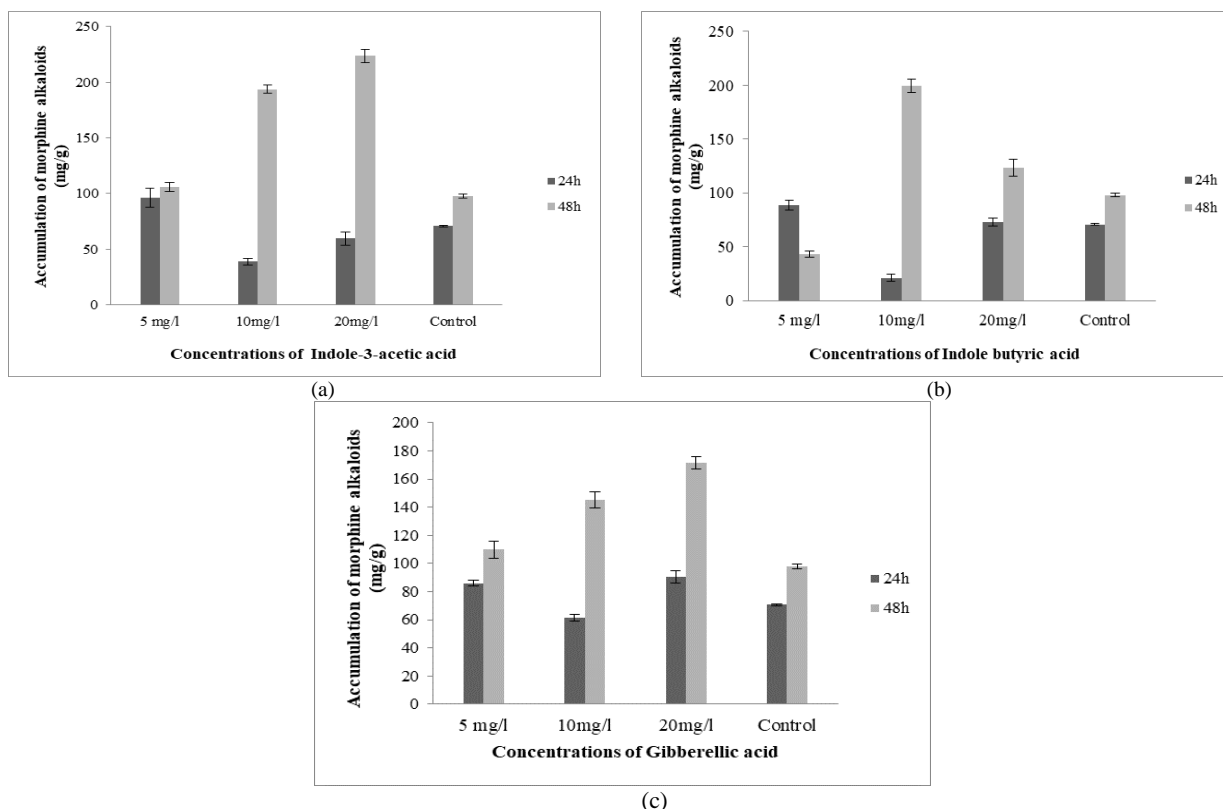 Accumulation of morphine alkaloids
(mg/g)
250
200
150
100
50
0
5 mg/l 10mg/l 20mg/l Control
Concentrations of Indole-3-acetic acid
24h
48h
(a)
Accumulation of morphine alkaloids
(mg/g)
250
200
150
100
50
0
5 mg/l 10mg/l 20mg/l Control
Concentrations of Indole butyric acid
24h
48h
(b)
Accumulation of morphine alkaloids
(mg/g)
200
180
160
140
120
100
80
60
40
20
0
5 mg/l 10mg/l 20mg/l Control
Concentrations of Gibberellic acid
24h
48h
(c)